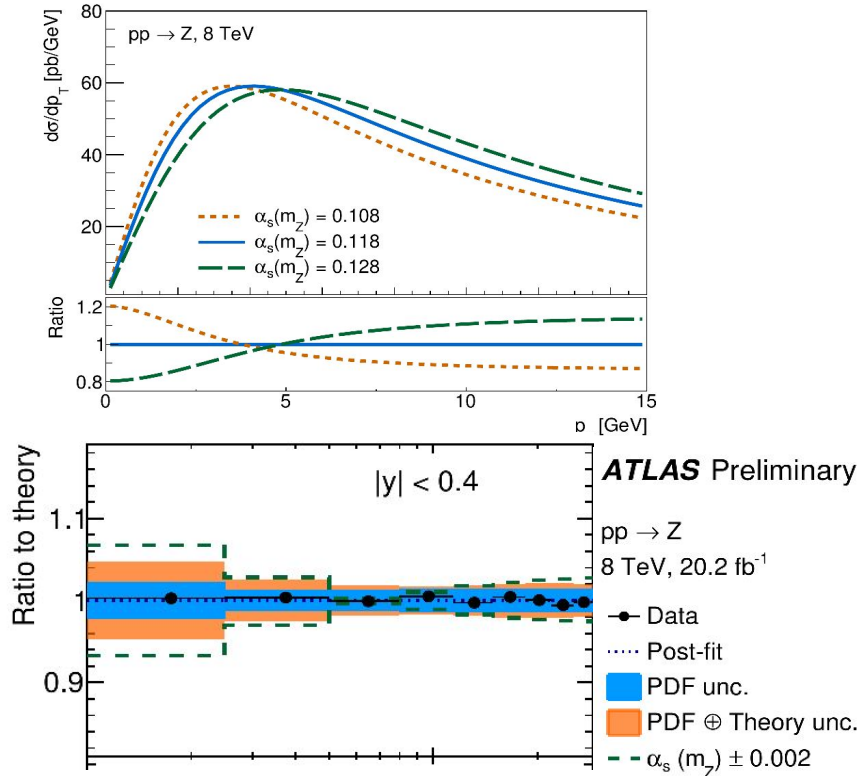 dσ/dp_T [pb/GeV]
80
60
40
20
pp → Z, 8 TeV
α_s(m_Z) = 0.108
α_s(m_Z) = 0.118
α_s(m_Z) = 0.128
Ratio
1.2
1
0.8
0 5 10 15
[GeV]
Ratio to theory
1.1
1
0.9
|y| < 0.4
ATLAS Preliminary
pp → Z
8 TeV, 20.2 fb⁻¹
Data
Post-fit
PDF unc.
PDF ⊕ Theory unc.
α_s (m_Z) ± 0.002